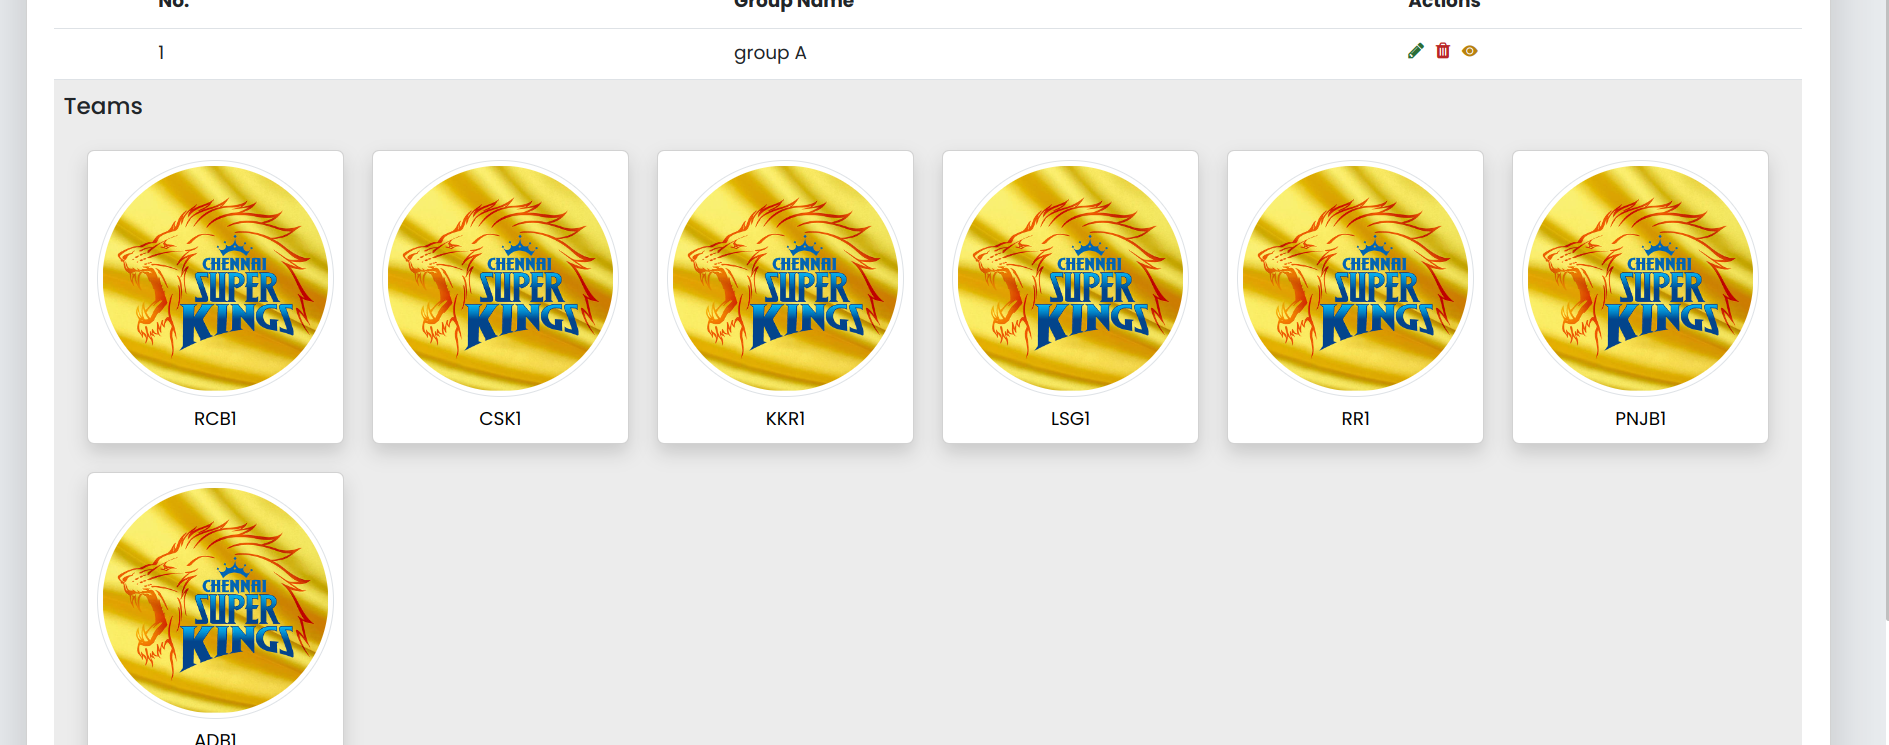 No. Group Name Actions
1 group A
Teams
CHENNAI
SUPER
KINGS
RCB1
CHENNAI
SUPER
KINGS
CSK1
CHENNAI
SUPER
KINGS
KKR1
CHENNAI
SUPER
KINGS
LSG1
CHENNAI
SUPER
KINGS
RR1
CHENNAI
SUPER
KINGS
PNJB1
CHENNAI
SUPER
KINGS
ADB1